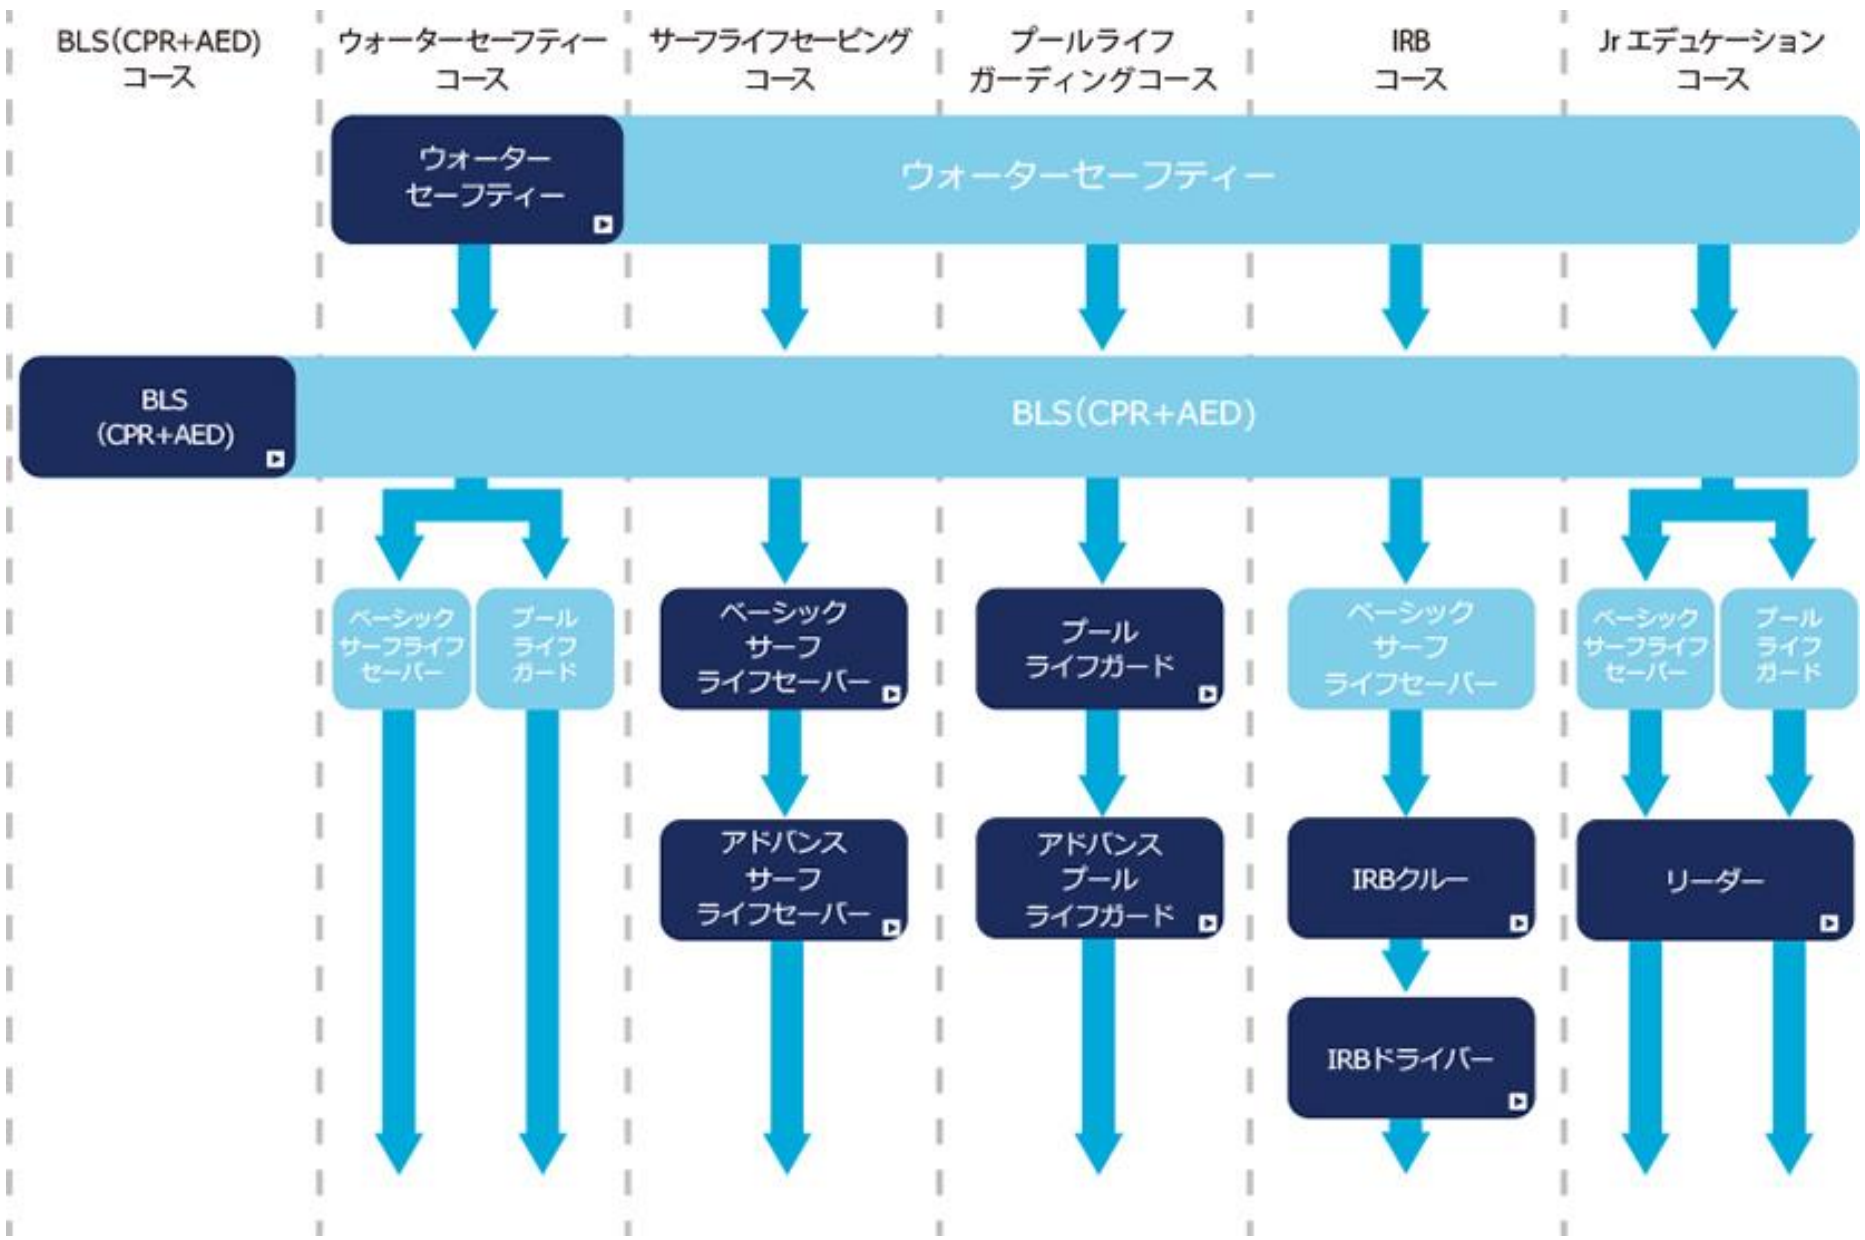 BLS(CPR+AED)
コース
ウォーターセーフティー
コース
サーフライフセービング
コース
プールライフ
ガーディングコース
IRB
コース
Jr エデュケーション
コース
ウォーター
セーフティー
ウォーターセーフティー
BLS
(CPR+AED)
BLS(CPR+AED)
ベーシック
サーフライフ
セーバー
プール
ライフ
ガード
ベーシック
サーフ
ライフセーバー
プール
ライフガード
ベーシック
サーフ
ライフセーバー
ベーシック
サーフライフ
セーバー
プール
ライフ
ガード
アドバンス
サーフ
ライフセーバー
アドバンス
プール
ライフガード
IRBクルー
リーダー
IRBドライバー